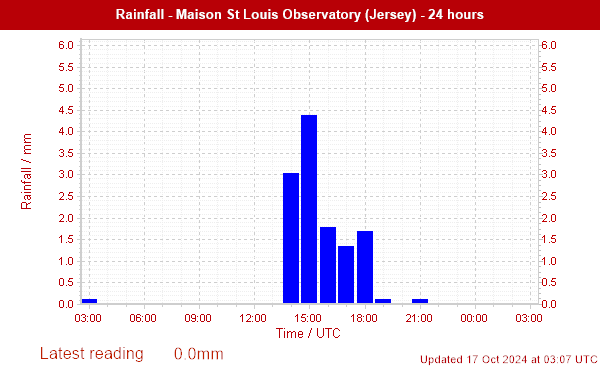 Rainfall - Maison St Louis Observatory (Jersey) - 24 hours
6.0 6.0
5.5 5.5
5.0 5.0
4.5 4.5
4.0 4.0
3.5 3.5
3.0 3.0
2.5 2.5
2.0 2.0
1.5 1.5
1.0 1.0
0.5 0.5
0.0 0.0
Rainfall / mm
03:00 06:00 09:00 12:00 15:00 18:00 21:00 00:00 03:00
Time / UTC
Latest reading 0.0mm
Updated 17 Oct 2024 at 03:07 UTC